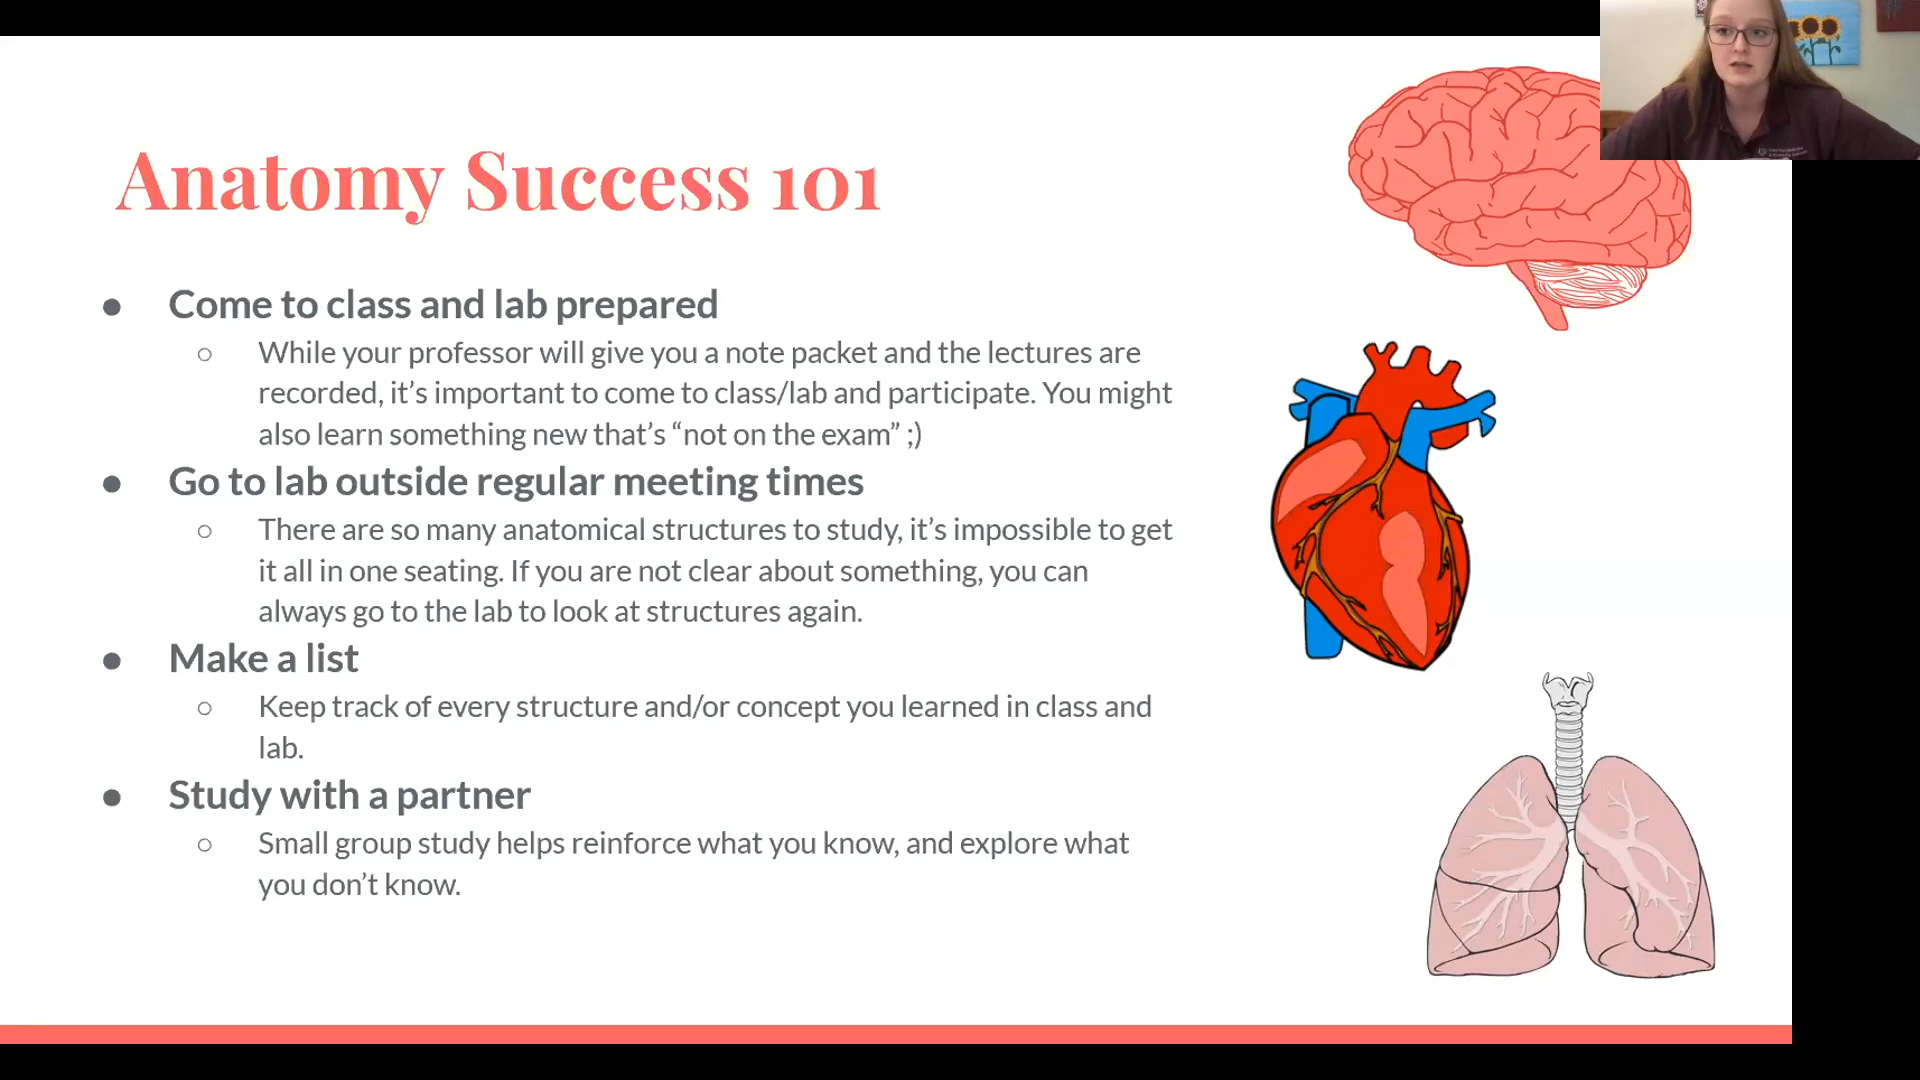 Anatomy Success 101
● Come to class and lab prepared
○ While your professor will give you a note packet and the lectures are
recorded, it's important to come to class/lab and participate. You might
also learn something new that's “not on the exam” ;)
● Go to lab outside regular meeting times
○ There are so many anatomical structures to study, it's impossible to get
it all in one seating. If you are not clear about something, you can
always go to the lab to look at structures again.
● Make a list
○ Keep track of every structure and/or concept you learned in class and
lab.
● Study with a partner
○ Small group study helps reinforce what you know, and explore what
you don't know.